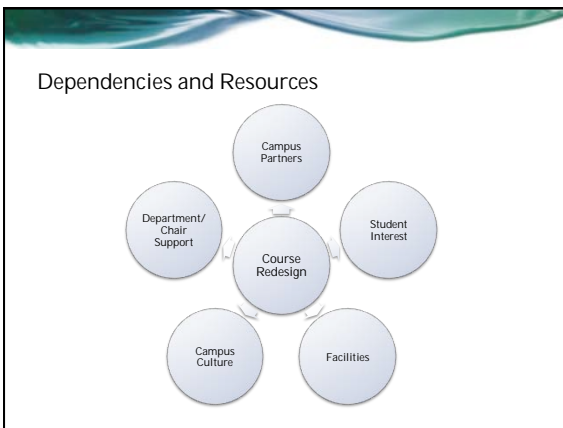 Dependencies and Resources
Campus
Partners
Department/
Chair
Support
Student
Interest
Course
Redesign
Campus
Culture
Facilities